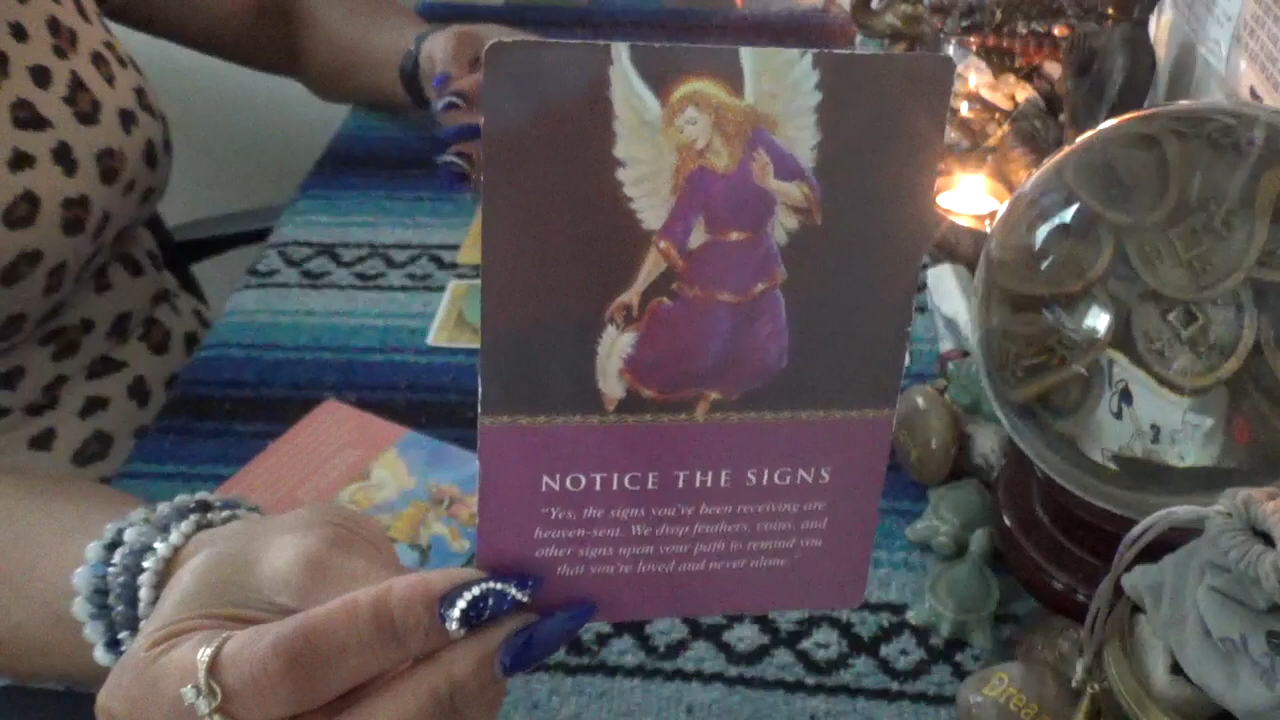 NOTICE THE SIGNS
"Yes, the signs you've been receiving are
heaven-sent. We drop feathers, coins, and
other signs upon your path to remind you
that you're loved and never alone."
Drea